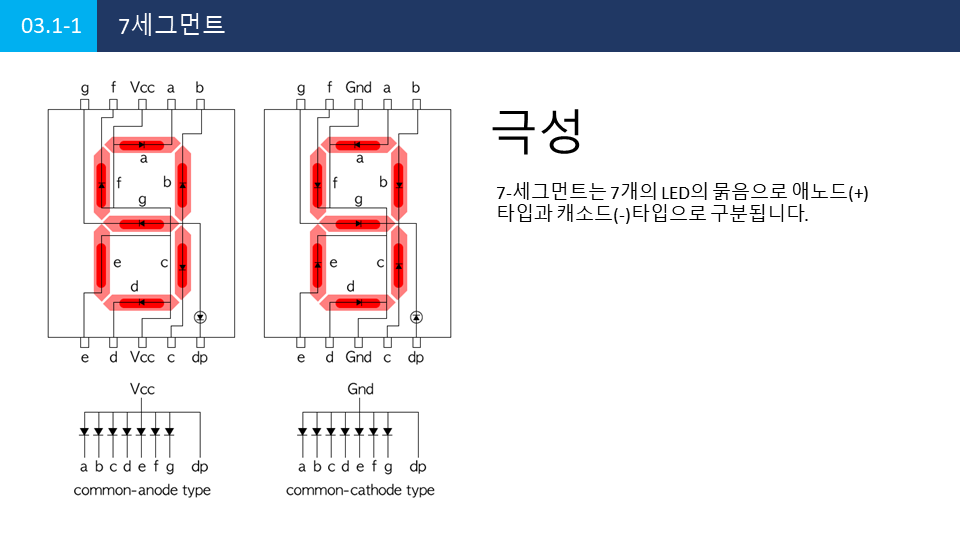 03.1-1
7세그먼트
g f Vcc a b
a
f b
g
e c
d
e d Vcc c dp
Vcc
a b c d e f g dp
common-anode type
g f Gnd a b
a
f b
g
e c
d
e d Gnd c dp
Gnd
a b c d e f g dp
common-cathode type
극성
7-세그먼트는 7개의 LED의 묶음으로 애노드(+)
타입과 캐소드(-)타입으로 구분됩니다.